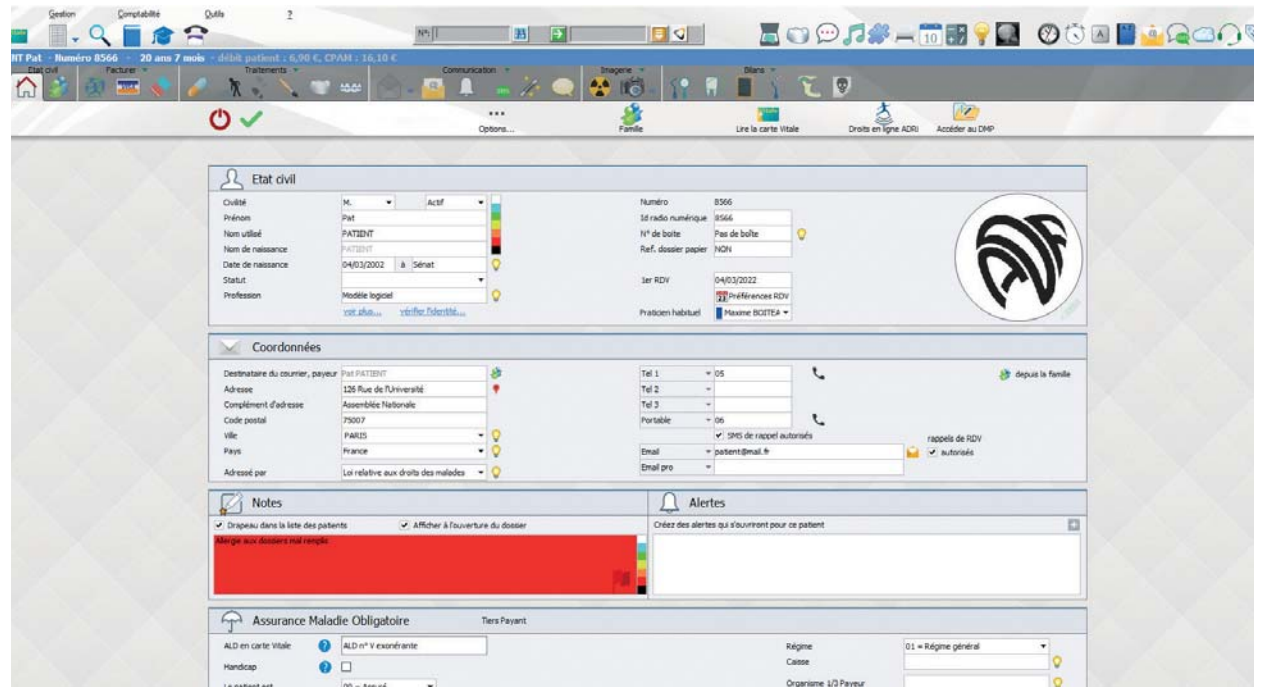 Gestion Comptabilité Outils ?
N°:
10
NT Pat - Numéro 8566 - 20 ans 7 mois - débit patient : 6,90 €, CPAM : 16,10 €
Etat civil Facturer Traitements Communication Imagerie Bilans
Options... Famille Lire la carte Vitale Droits en ligne ADRI Accéder au DMP
Etat civil
Civilité M. Actif Numéro 8566
Prénom Pat Id radio numérique 8566
Nom utilisé PATIENT N° de boite Pas de boîte
Nom de naissance PATIENT Ref. dossier papier NON
Date de naissance 04/03/2002 à Sénat
Statut 1er RDV 04/03/2022
Profession Modèle logiciel 23 Préférences RDV
voir plus... vérifier l'identité... Praticien habituel Maxime BOITEA
Coordonnées
Destinataire du courrier, payeur Pat PATIENT Tel 1 05 depuis la famille
Adresse 126 Rue de l'Université Tel 2
Complément d'adresse Assemblée Nationale Tel 3
Code postal 75007 Portable 06
Ville PARIS SMS de rappel autorisés rappels de RDV
Pays France Email patient@mail.fr autorisés
Adressé par Loi relative aux droits des malades Email pro
Notes Alertes
Drapeau dans la liste des patients Afficher à l'ouverture du dossier Créez des alertes qui s'ouvriront pour ce patient
Allergie aux dossiers mal remplis
Assurance Maladie Obligatoire Tiers Payant
ALD en carte Vitale ALD n° V exonérante Régime 01 = Régime général
Handicap Caisse
Le patient est 00 = Assuré Organisme 1/3 Payeur